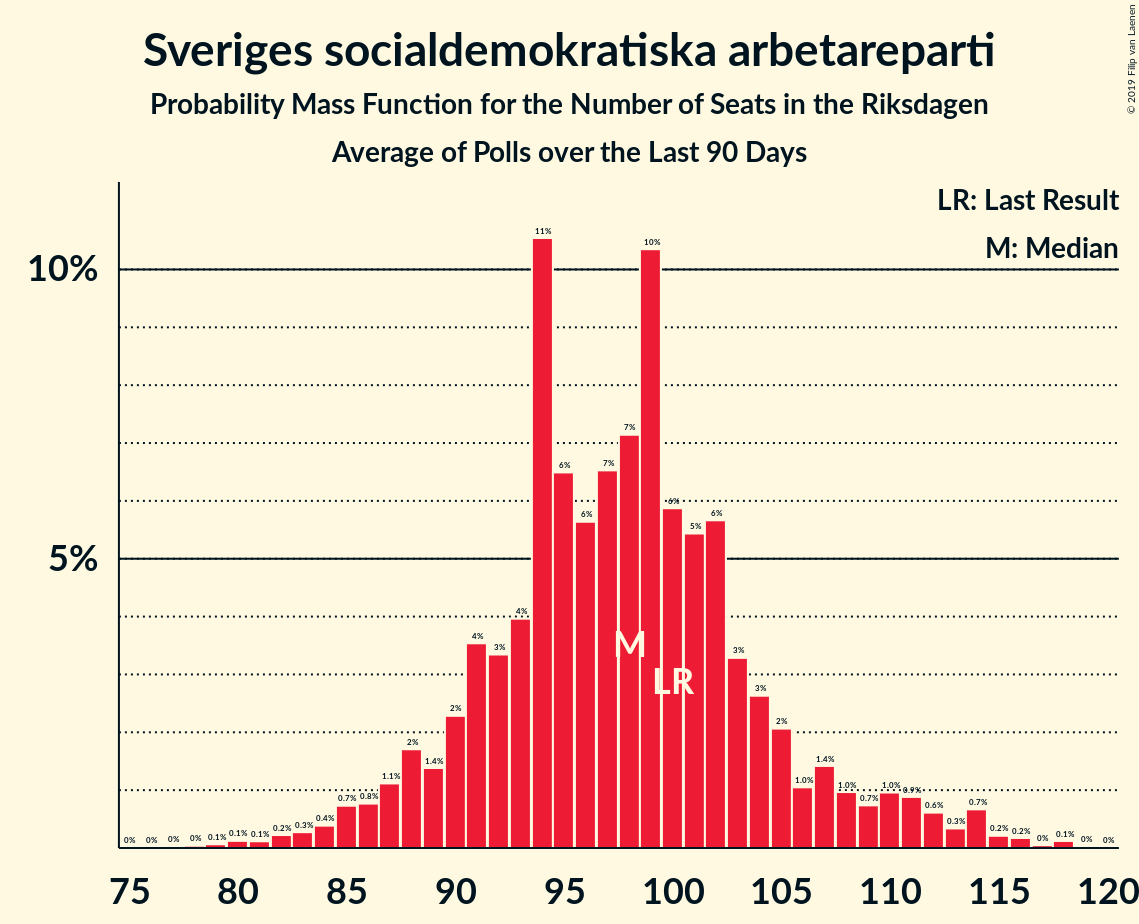 Sveriges socialdemokratiska arbetareparti
Probability Mass Function for the Number of Seats in the Riksdagen
Average of Polls over the Last 90 Days
© 2019 Filip van Laenen
LR: Last Result
M: Median
10%
5%
0% 0% 0% 0% 0.1% 0.1% 0.1% 0.2% 0.3% 0.4% 0.7% 0.8% 1.1% 2% 1.4% 2% 4% 3% 4% 11% 6% 6% 7% 7% 10% 6% 5% 6% 3% 3% 2% 1.0% 1.4% 1.0% 0.7% 1.0% 0.9% 0.6% 0.3% 0.7% 0.2% 0.2% 0% 0.1% 0% 0%
M
LR
75 80 85 90 95 100 105 110 115 120